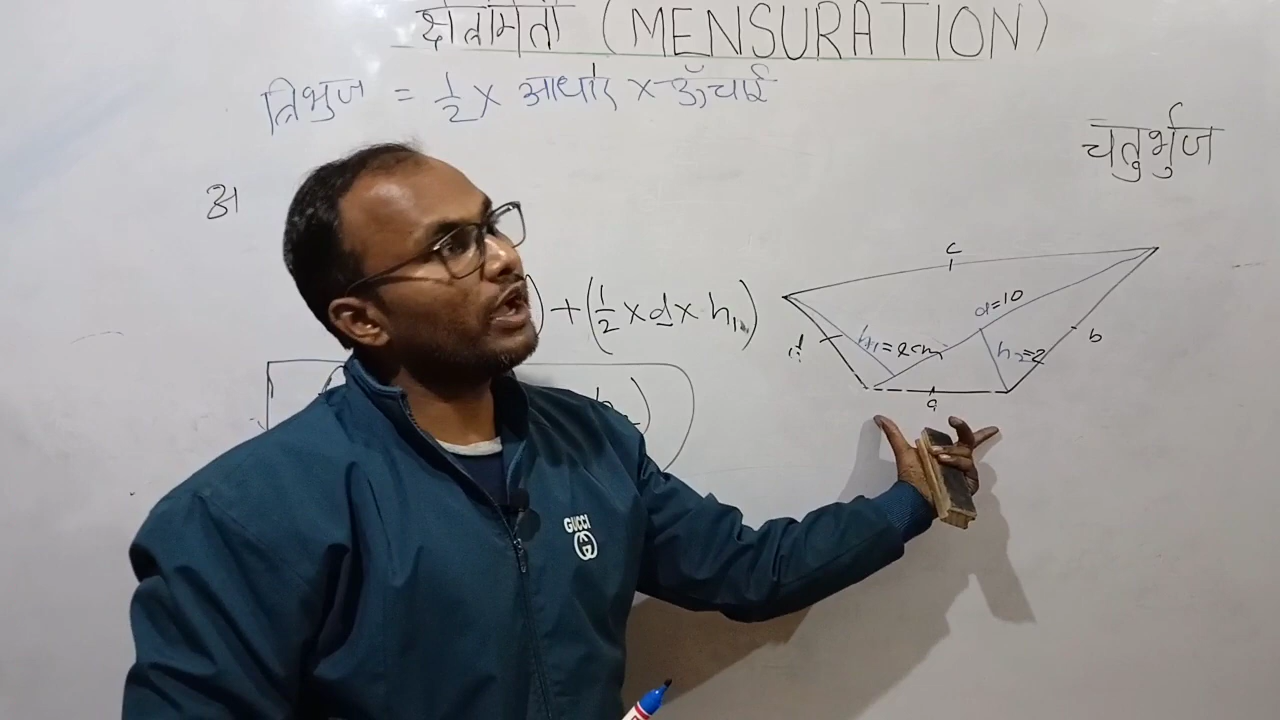 क्षेत्रमिती (MENSURATION)
त्रिभुज = 1/2 × आधार × ऊँचाई
चतुर्भुज
अ
) + (1/2 × d × h₁)
h
)
c
d=10
b
h₁=2cm
h₂=2
d
a
GUCCI